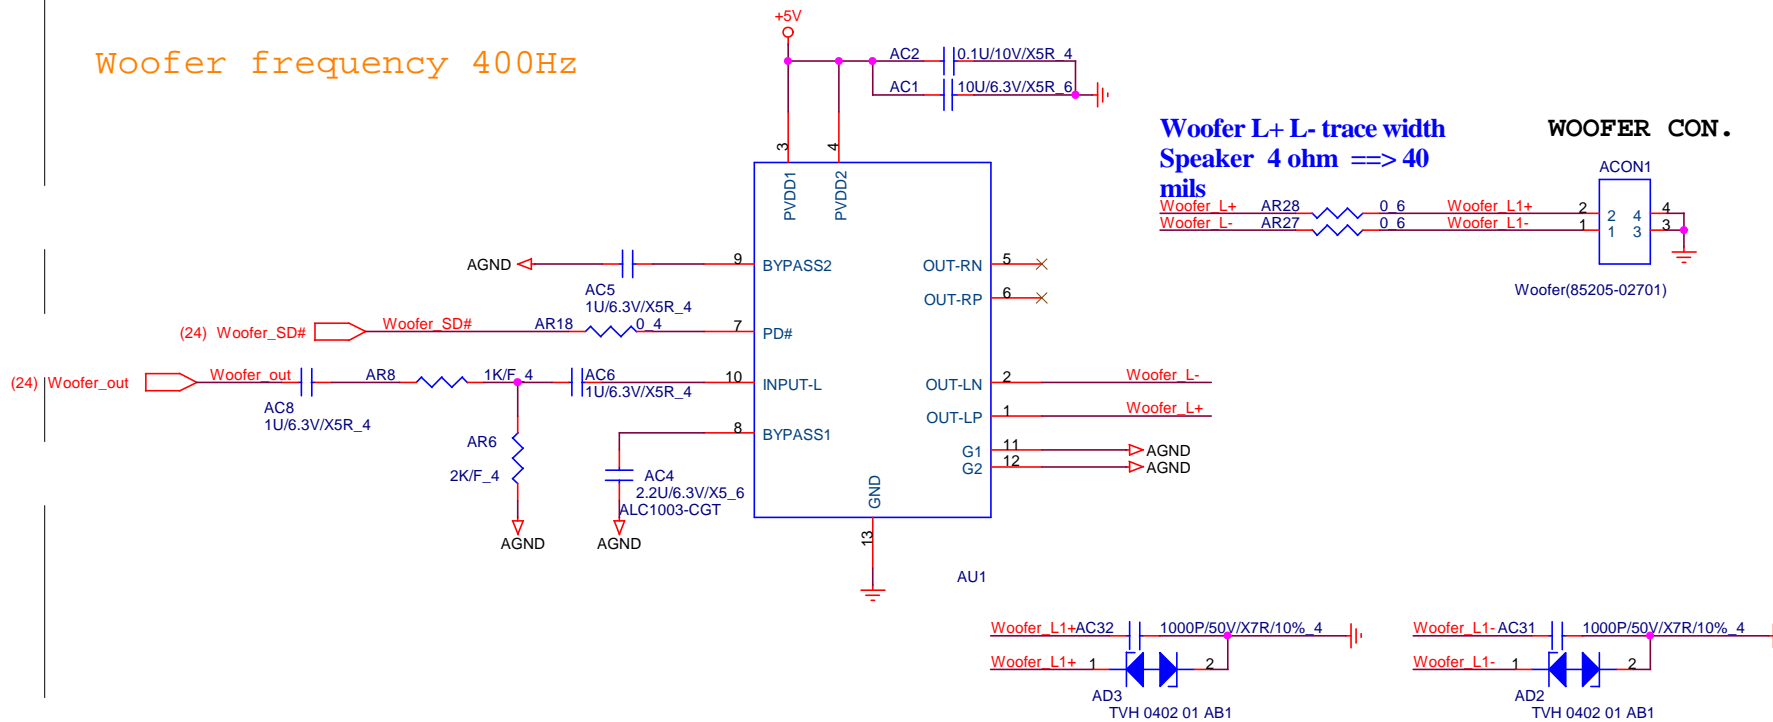 +5V
Woofer frequency 400Hz
AC2 0.1U/10V/X5R_4
AC1 10U/6.3V/X5R_6
Woofer L+ L- trace width
Speaker 4 ohm ==> 40
mils
WOOFER CON.
ACON1
3 4
PVDD1 PVDD2
Woofer_L+ AR28 0_6 Woofer_L1+ 2 2 4 4
Woofer_L- AR27 0_6 Woofer_L1- 1 1 3 3
Woofer(85205-02701)
AGND 9 BYPASS2 OUT-RN 5
AC5
1U/6.3V/X5R_4
OUT-RP 6
(24) Woofer_SD# Woofer_SD# AR18 0_4 7 PD#
(24) Woofer_out Woofer_out AR8 1K/F_4 AC6 10 INPUT-L OUT-LN 2 Woofer_L-
1U/6.3V/X5R_4
AC8
1U/6.3V/X5R_4
OUT-LP 1 Woofer_L+
8 BYPASS1
AR6
2K/F_4
G1 11 AGND
G2 12 AGND
AC4
2.2U/6.3V/X5_6
ALC1003-CGT
GND
13
AGND AGND
AU1
Woofer_L1+ AC32 1000P/50V/X7R/10%_4
Woofer_L1+ 1 2
AD3
TVH 0402 01 AB1
Woofer_L1- AC31 1000P/50V/X7R/10%_4
Woofer_L1- 1 2
AD2
TVH 0402 01 AB1